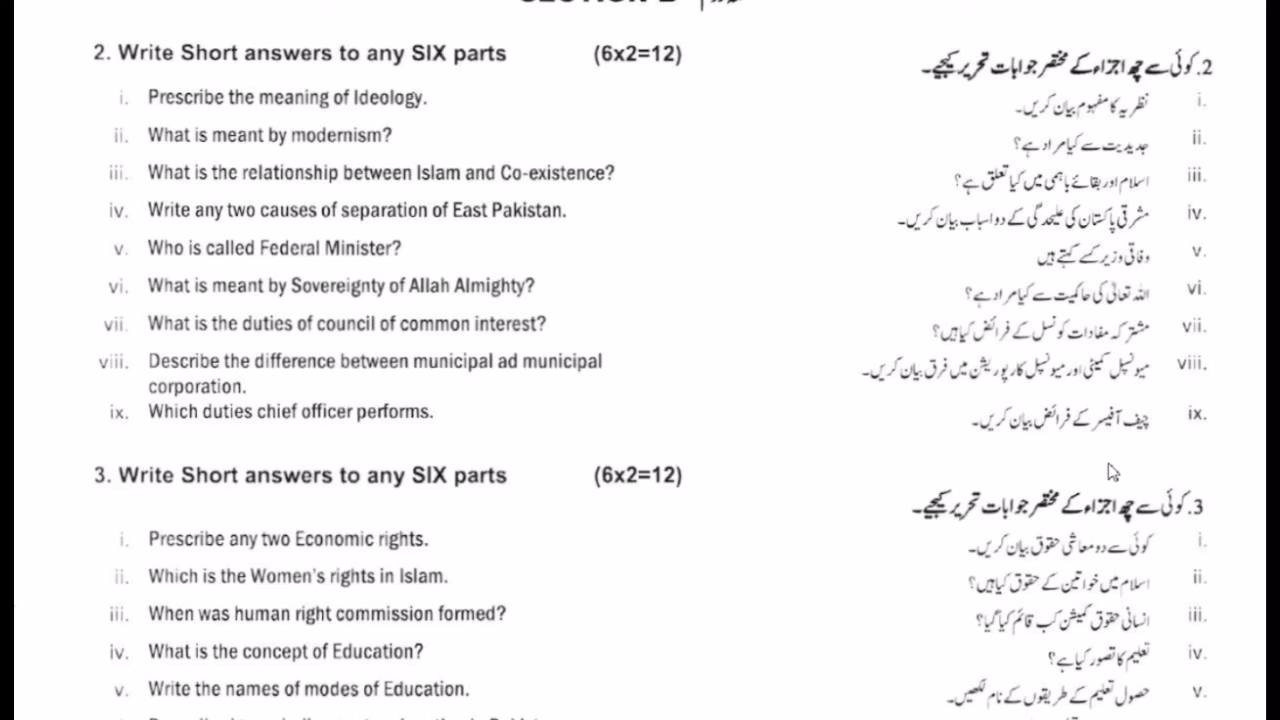 2. Write Short answers to any SIX parts (6x2=12)
2. کوئی سے چھ اجزاء کے مختصر جوابات تحریر کیجیے۔
i. Prescribe the meaning of Ideology.
i. نظریہ کا مفہوم بیان کریں۔
ii. What is meant by modernism?
ii. جدیدیت سے کیا مراد ہے؟
iii. What is the relationship between Islam and Co-existence?
iii. اسلام اور بقائے باہمی میں کیا تعلق ہے؟
iv. Write any two causes of separation of East Pakistan.
iv. مشرقی پاکستان کی علیحدگی کے دو اسباب بیان کریں۔
v. Who is called Federal Minister?
v. وفاقی وزیر کسے کہتے ہیں
vi. What is meant by Sovereignty of Allah Almighty?
vi. اللہ تعالٰی کی حاکمیت سے کیا مراد ہے؟
vii. What is the duties of council of common interest?
vii. مشترکہ مفادات کونسل کے فرائض کیا ہیں؟
viii. Describe the difference between municipal ad municipal
corporation.
viii. میونسپل کمیٹی اور میونسپل کارپوریشن میں فرق بیان کریں۔
ix. Which duties chief officer performs.
ix. چیف آفیسر کے فرائض بیان کریں۔
3. Write Short answers to any SIX parts (6x2=12)
3. کوئی سے چھ اجزاء کے مختصر جوابات تحریر کیجیے۔
i. Prescribe any two Economic rights.
i. کوئی سے دو معاشی حقوق بیان کریں۔
ii. Which is the Women's rights in Islam.
ii. اسلام میں خواتین کے حقوق کیا ہیں؟
iii. When was human right commission formed?
iii. انسانی حقوق کمیشن کب قائم کیا گیا؟
iv. What is the concept of Education?
iv. تعلیم کا تصور کیا ہے؟
v. Write the names of modes of Education.
v. حصول تعلیم کے طریقوں کے نام لکھیں۔